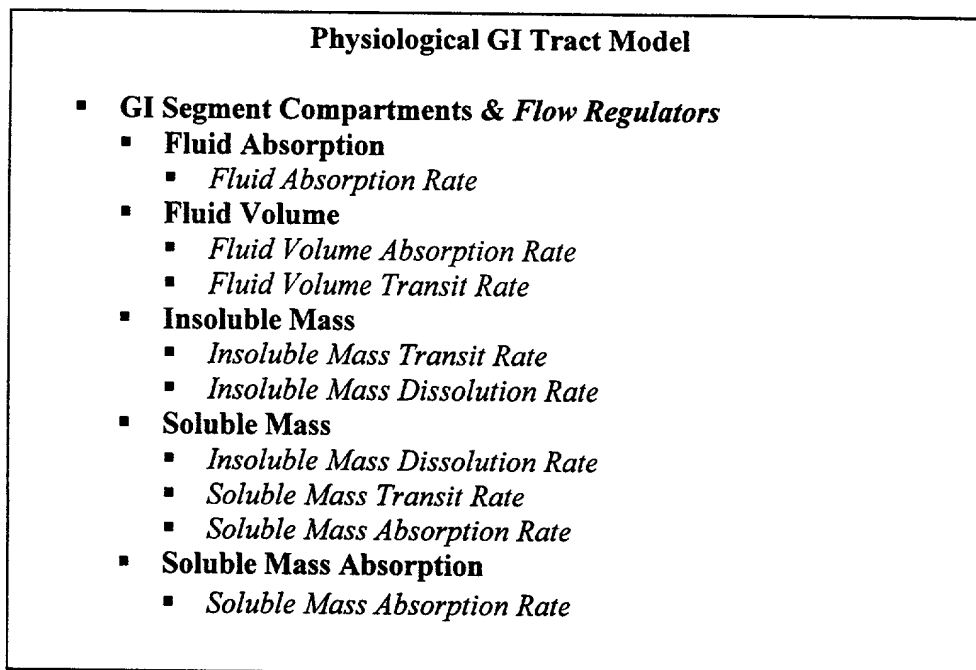 Physiological GI Tract Model
▪ GI Segment Compartments & Flow Regulators
▪ Fluid Absorption
▪ Fluid Absorption Rate
▪ Fluid Volume
▪ Fluid Volume Absorption Rate
▪ Fluid Volume Transit Rate
▪ Insoluble Mass
▪ Insoluble Mass Transit Rate
▪ Insoluble Mass Dissolution Rate
▪ Soluble Mass
▪ Insoluble Mass Dissolution Rate
▪ Soluble Mass Transit Rate
▪ Soluble Mass Absorption Rate
▪ Soluble Mass Absorption
▪ Soluble Mass Absorption Rate